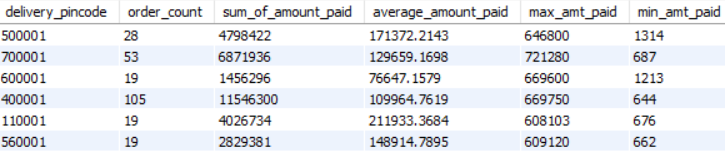 delivery_pincode order_count sum_of_amount_paid average_amount_paid max_amt_paid min_amt_paid
500001 28 4798422 171372.2143 646800 1314
700001 53 6871936 129659.1698 721280 687
600001 19 1456296 76647.1579 669600 1213
400001 105 11546300 109964.7619 669750 644
110001 19 4026734 211933.3684 608103 676
560001 19 2829381 148914.7895 609120 662